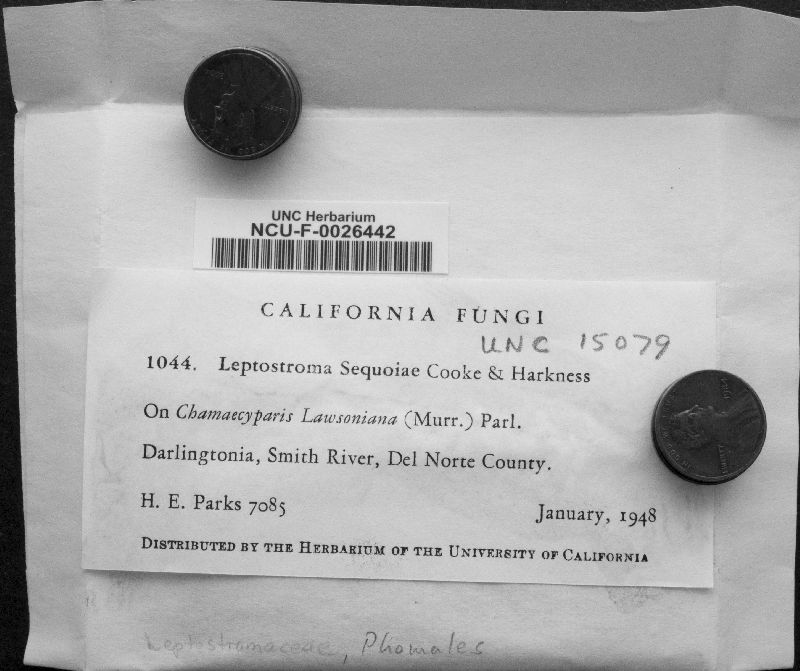 UNC Herbarium
NCU-F-0026442
CALIFORNIA FUNGI
UNC 15079
1044. Leptostroma Sequoiae Cooke & Harkness
On Chamaecyparis Lawsoniana (Murr.) Parl.
Darlingtonia, Smith River, Del Norte County.
H. E. Parks 7085 January, 1948
DISTRIBUTED BY THE HERBARIUM OF THE UNIVERSITY OF CALIFORNIA
Leptostromaceae, Phomales